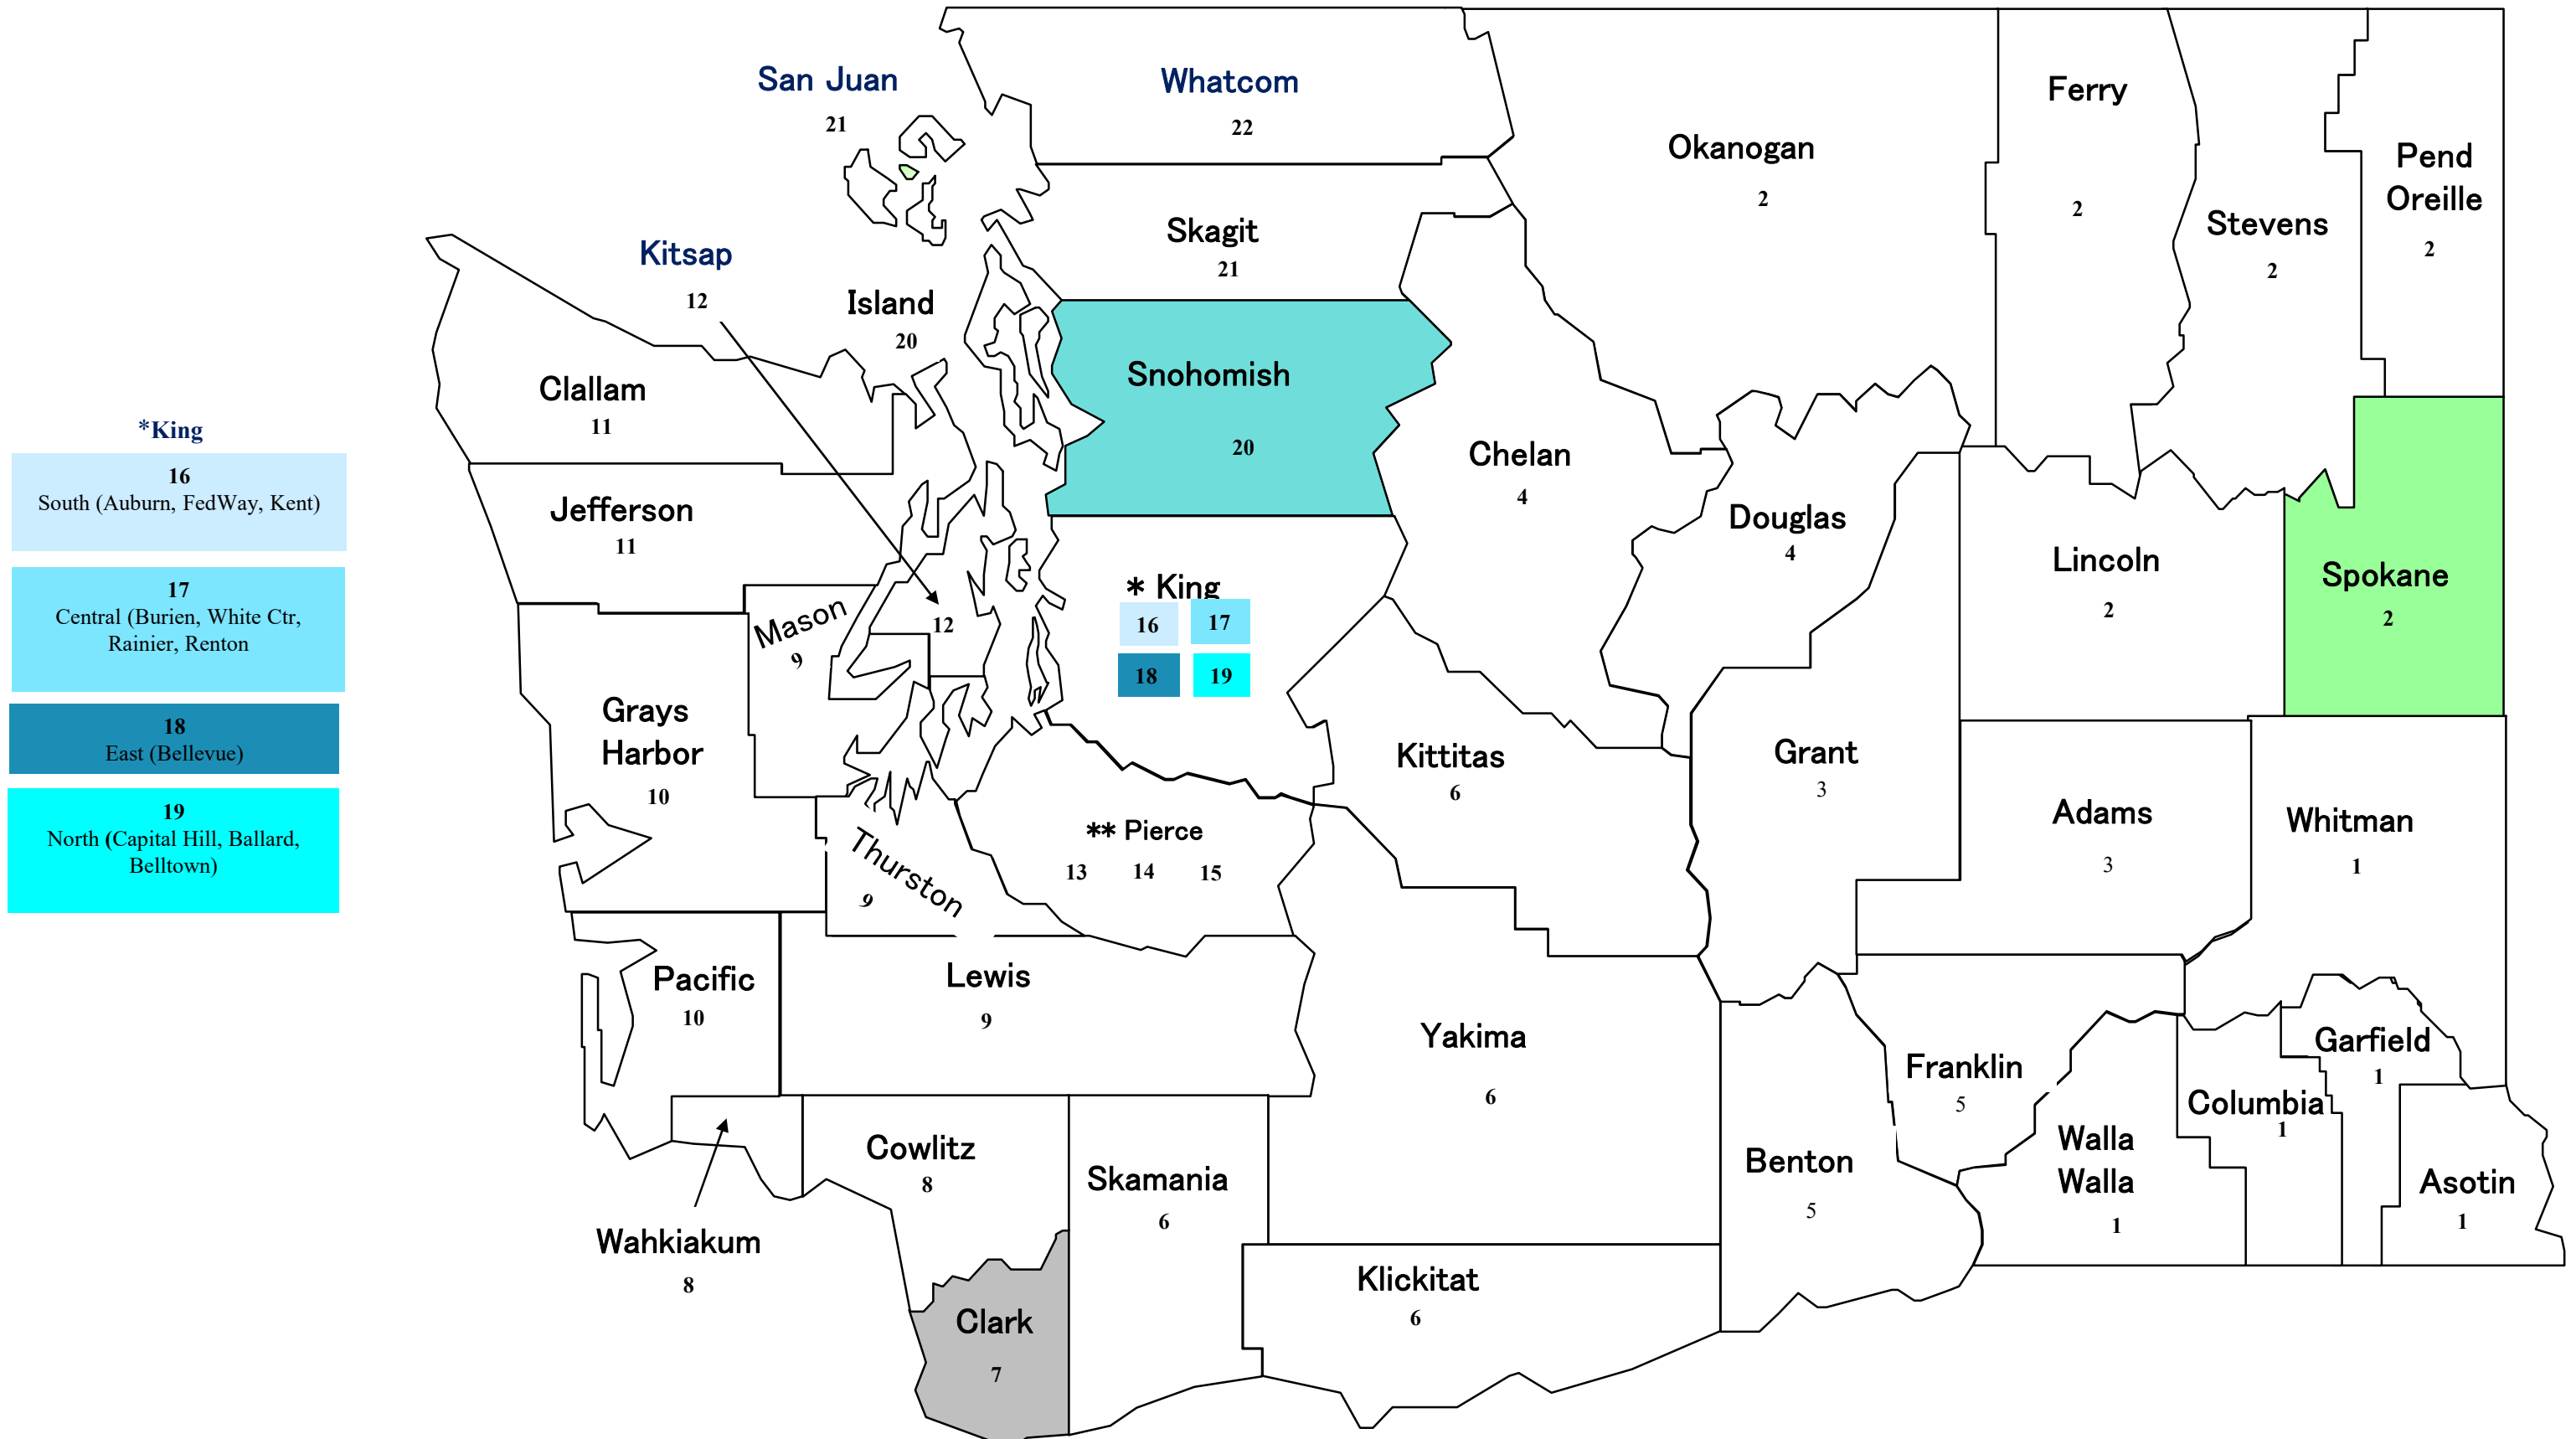 San Juan
21
Whatcom
22
Okanogan
2
Ferry
2
Stevens
2
Pend
Oreille
2
Skagit
21
Kitsap
12
Island
20
Clallam
11
Snohomish
20
Chelan
4
Douglas
4
Lincoln
2
Spokane
2
Jefferson
11
*King
16
South (Auburn, FedWay, Kent)
17
Central (Burien, White Ctr,
Rainier, Renton
18
East (Bellevue)
19
North (Capital Hill, Ballard,
Belltown)
* King
16
17
18
19
Mason
9
12
Grays
Harbor
10
Kittitas
6
Grant
3
Adams
3
Whitman
1
** Pierce
13 14 15
Thurston
9
Pacific
10
Lewis
9
Yakima
6
Franklin
5
Garfield
1
Columbia
1
Walla
Walla
1
Asotin
1
Benton
5
Cowlitz
8
Skamania
6
Wahkiakum
8
Klickitat
6
Clark
7